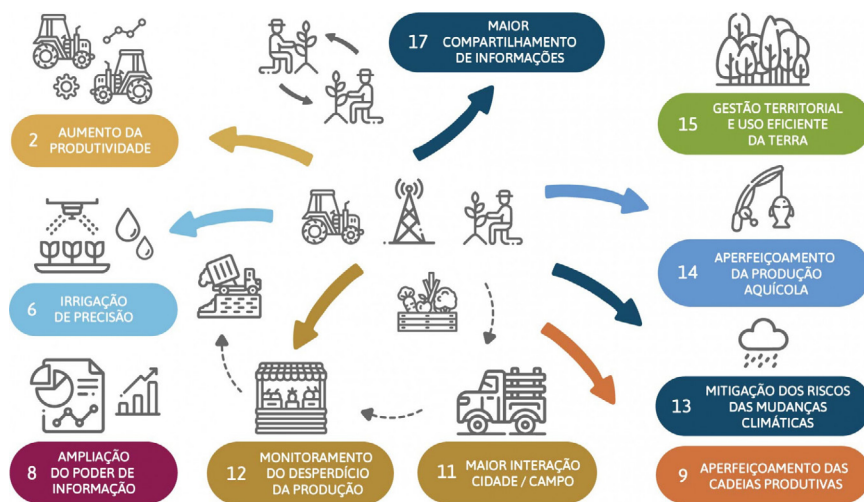 17
MAIOR
COMPARTILHAMENTO
DE INFORMAÇÕES
2
AUMENTO DA
PRODUTIVIDADE
15
GESTÃO TERRITORIAL
E USO EFICIENTE
DA TERRA
6
IRRIGAÇÃO
DE PRECISÃO
14
APERFEIÇOAMENTO
DA PRODUÇÃO
AQUÍCOLA
13
MITIGAÇÃO DOS RISCOS
DAS MUDANÇAS
CLIMÁTICAS
8
AMPLIAÇÃO
DO PODER DE
INFORMAÇÃO
12
MONITORAMENTO
DO DESPERDÍCIO
DA PRODUÇÃO
11
MAIOR INTERAÇÃO
CIDADE / CAMPO
9
APERFEIÇOAMENTO DAS
CADEIAS PRODUTIVAS